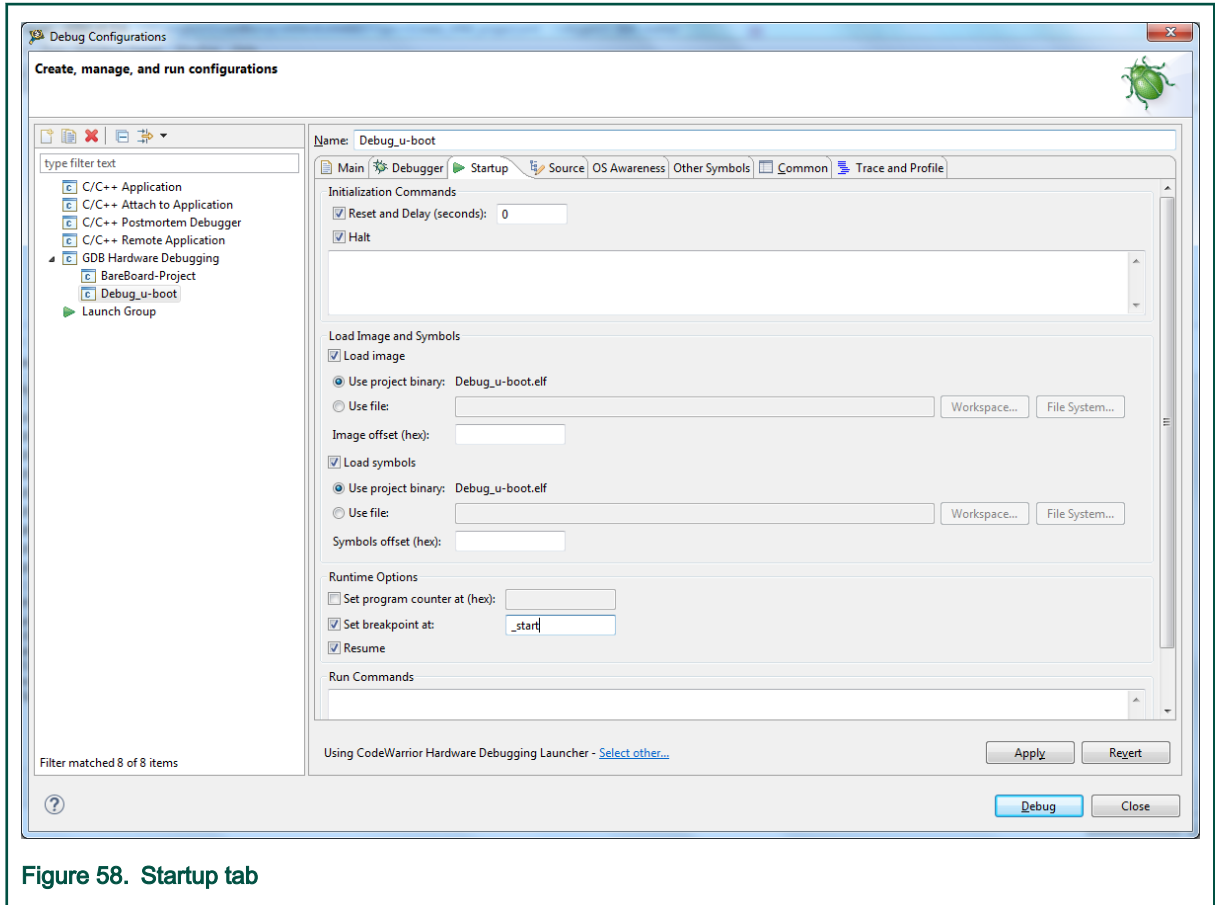 Debug Configurations
Create, manage, and run configurations
type filter text
C/C++ Application
C/C++ Attach to Application
C/C++ Postmortem Debugger
C/C++ Remote Application
GDB Hardware Debugging
BareBoard-Project
Debug_u-boot
Launch Group
Filter matched 8 of 8 items
Name: Debug_u-boot
Main Debugger Startup Source OS Awareness Other Symbols Common Trace and Profile
Initialization Commands
Reset and Delay (seconds): 0
Halt
Load Image and Symbols
Load image
Use project binary: Debug_u-boot.elf
Use file: Workspace... File System...
Image offset (hex):
Load symbols
Use project binary: Debug_u-boot.elf
Use file: Workspace... File System...
Symbols offset (hex):
Runtime Options
Set program counter at (hex):
Set breakpoint at: _start
Resume
Run Commands
Using CodeWarrior Hardware Debugging Launcher - Select other...
Apply Revert
Debug Close
Figure 58. Startup tab